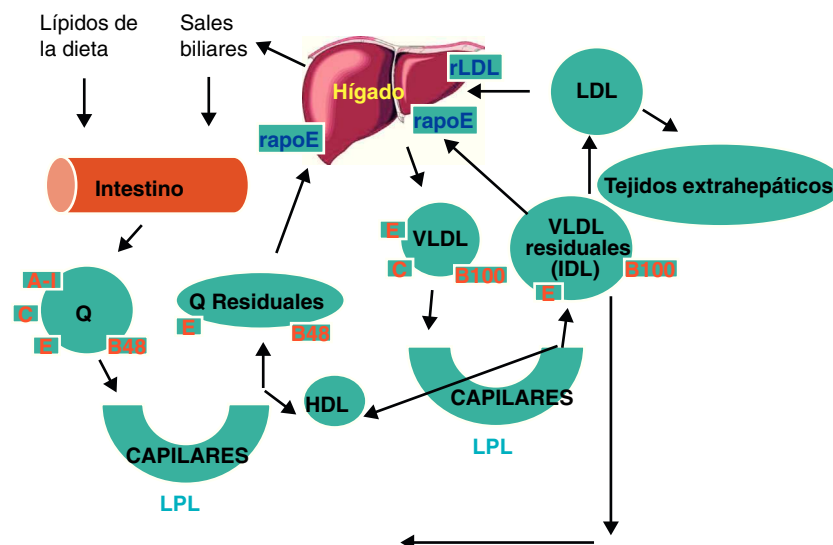 Lípidos de
la dieta
Sales
biliares
rLDL
Hígado
LDL
rapoE
rapoE
Intestino
Tejidos extrahepáticos
E
VLDL
C
B100
VLDL
residuales
(IDL)
B100
E
A-I
C
Q
E
B48
Q Residuales
E
B48
HDL
CAPILARES
LPL
CAPILARES
LPL